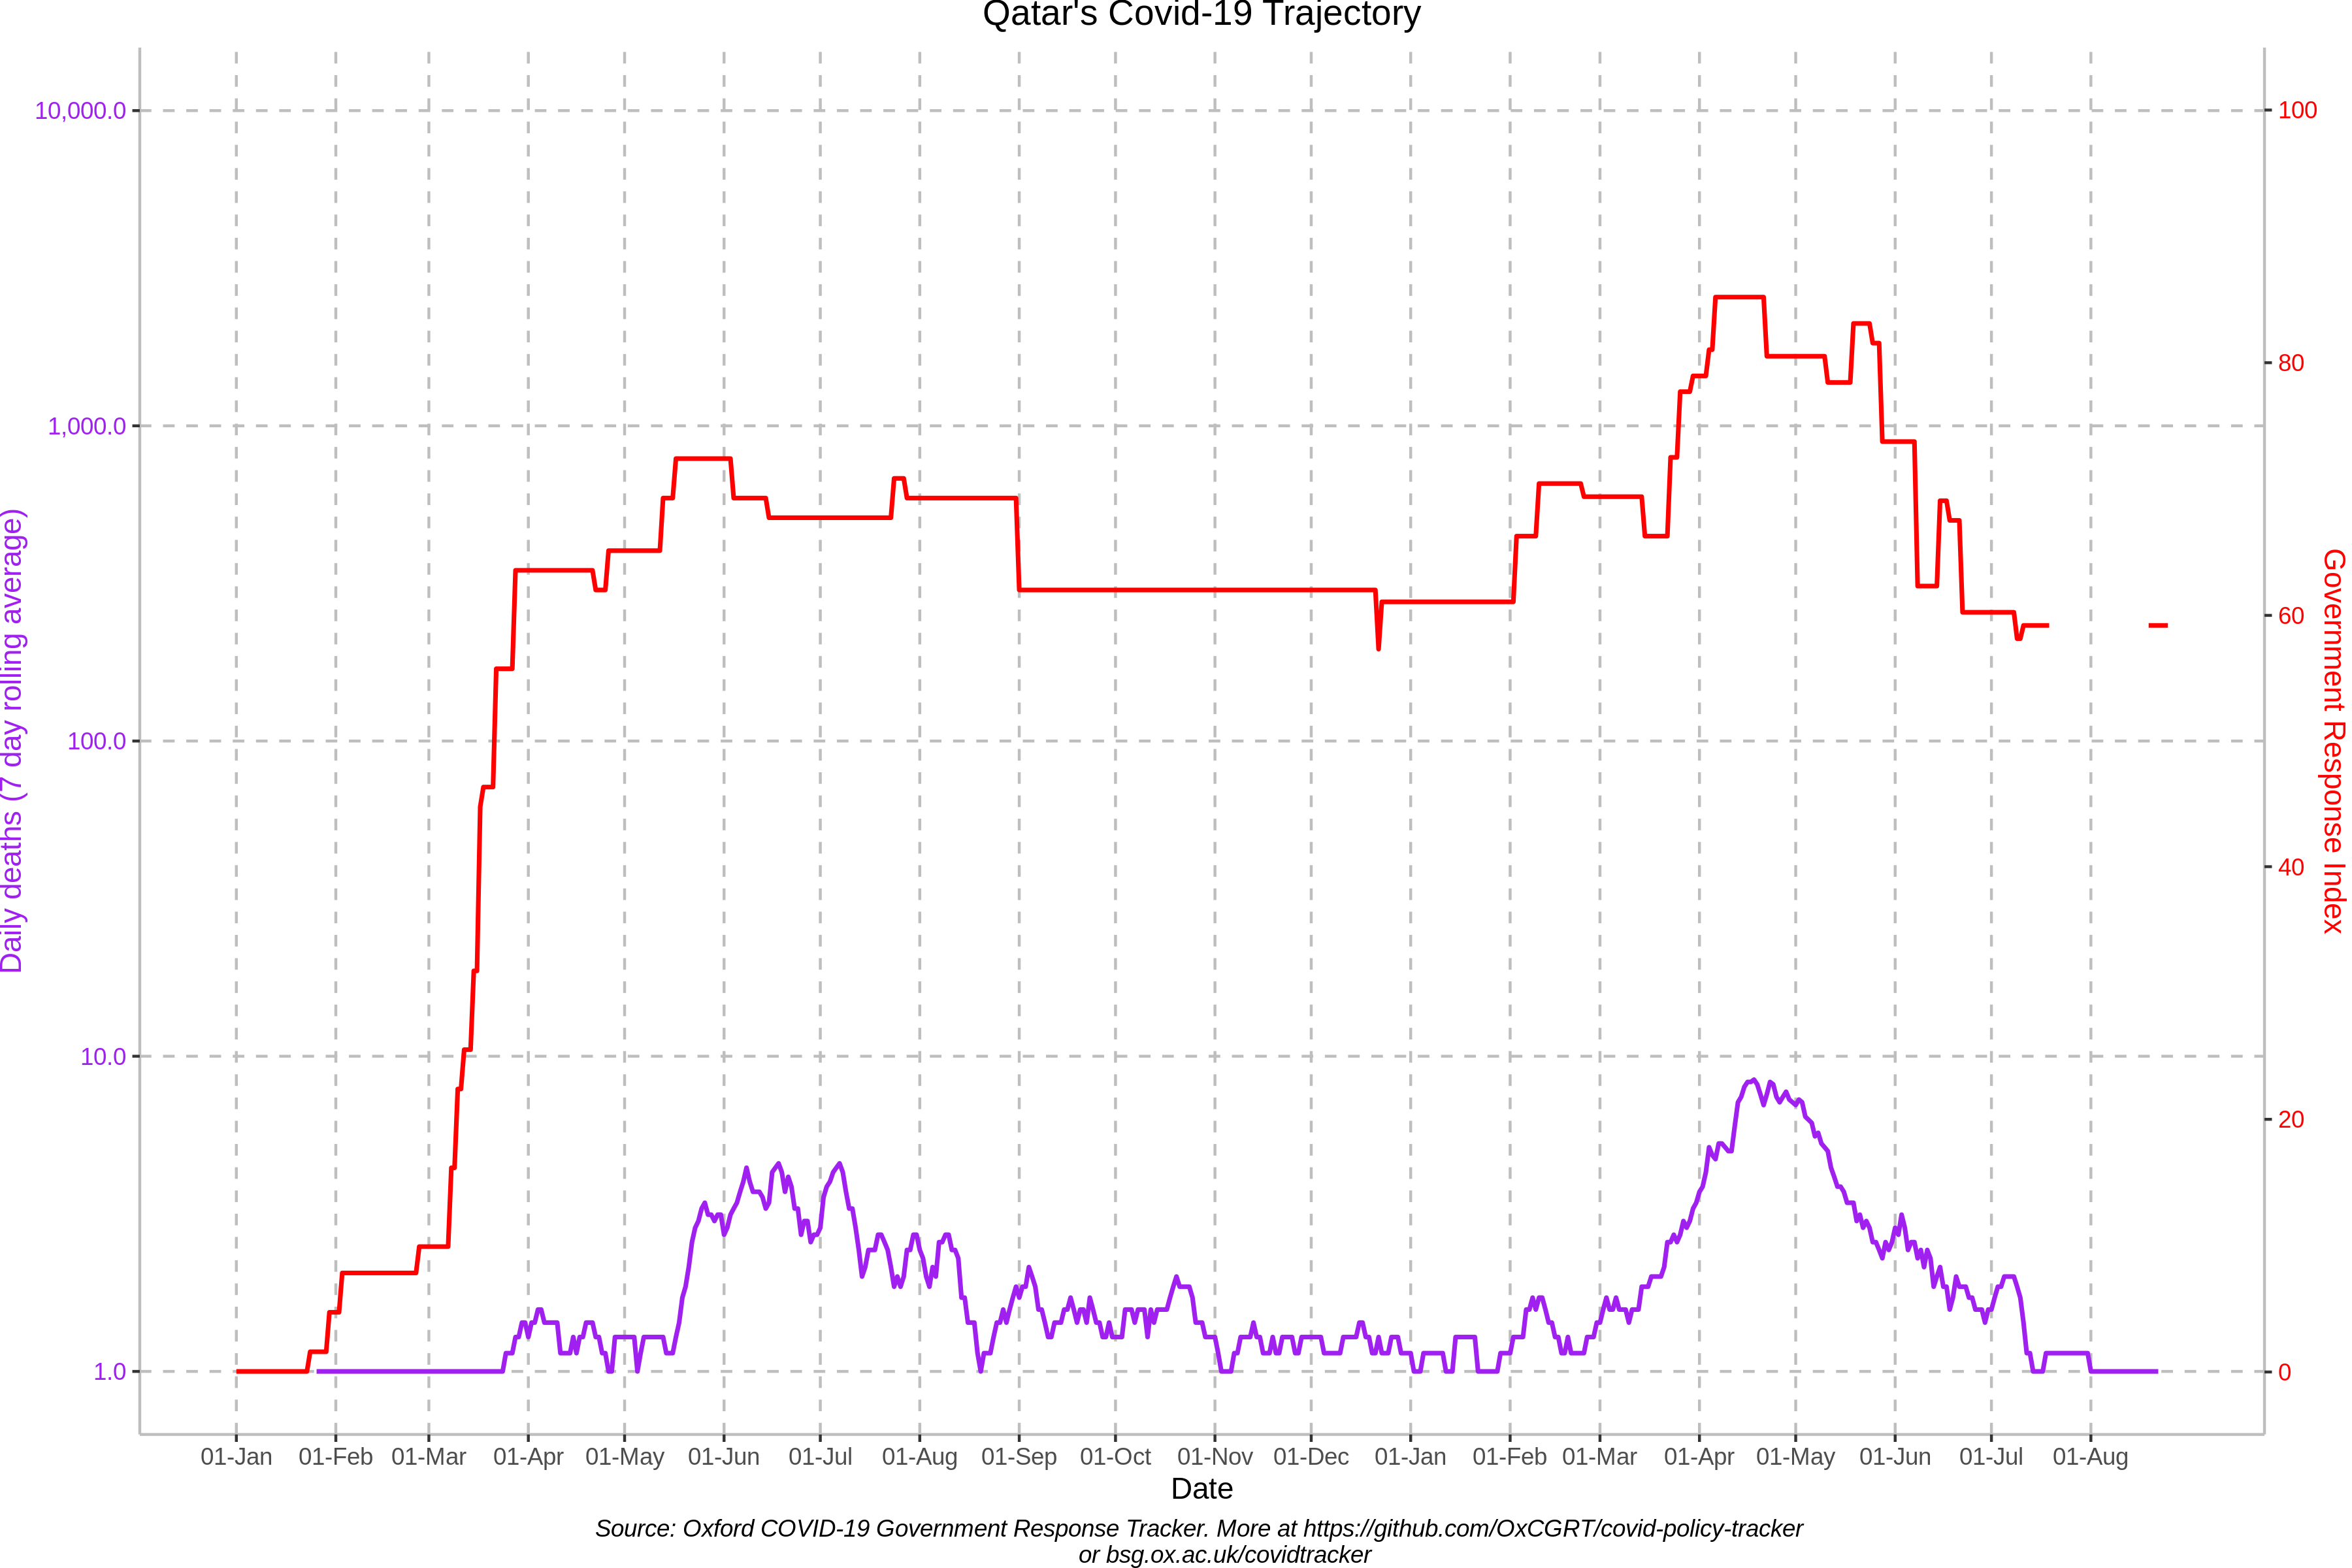 Qatar's Covid-19 Trajectory
10,000.0
1,000.0
100.0
10.0
1.0
Daily deaths (7 day rolling average)
100
80
60
40
20
0
Government Response Index
01-Jan 01-Feb 01-Mar 01-Apr 01-May 01-Jun 01-Jul 01-Aug 01-Sep 01-Oct 01-Nov 01-Dec 01-Jan 01-Feb 01-Mar 01-Apr 01-May 01-Jun 01-Jul 01-Aug
Date
Source: Oxford COVID-19 Government Response Tracker. More at https://github.com/OxCGRT/covid-policy-tracker
or bsg.ox.ac.uk/covidtracker